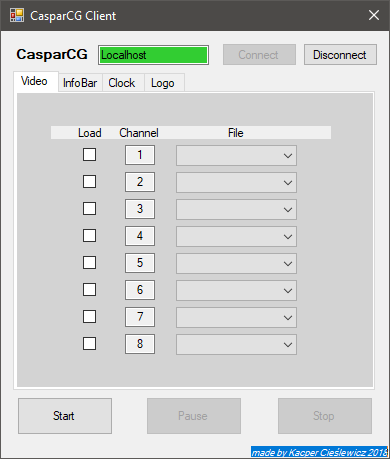 CasparCG Client
CasparCG Localhost Connect Disconnect
Video InfoBar Clock Logo
Load Channel File
1
2
3
4
5
6
7
8
Start Pause Stop
made by Kacper Cieślewicz 2018